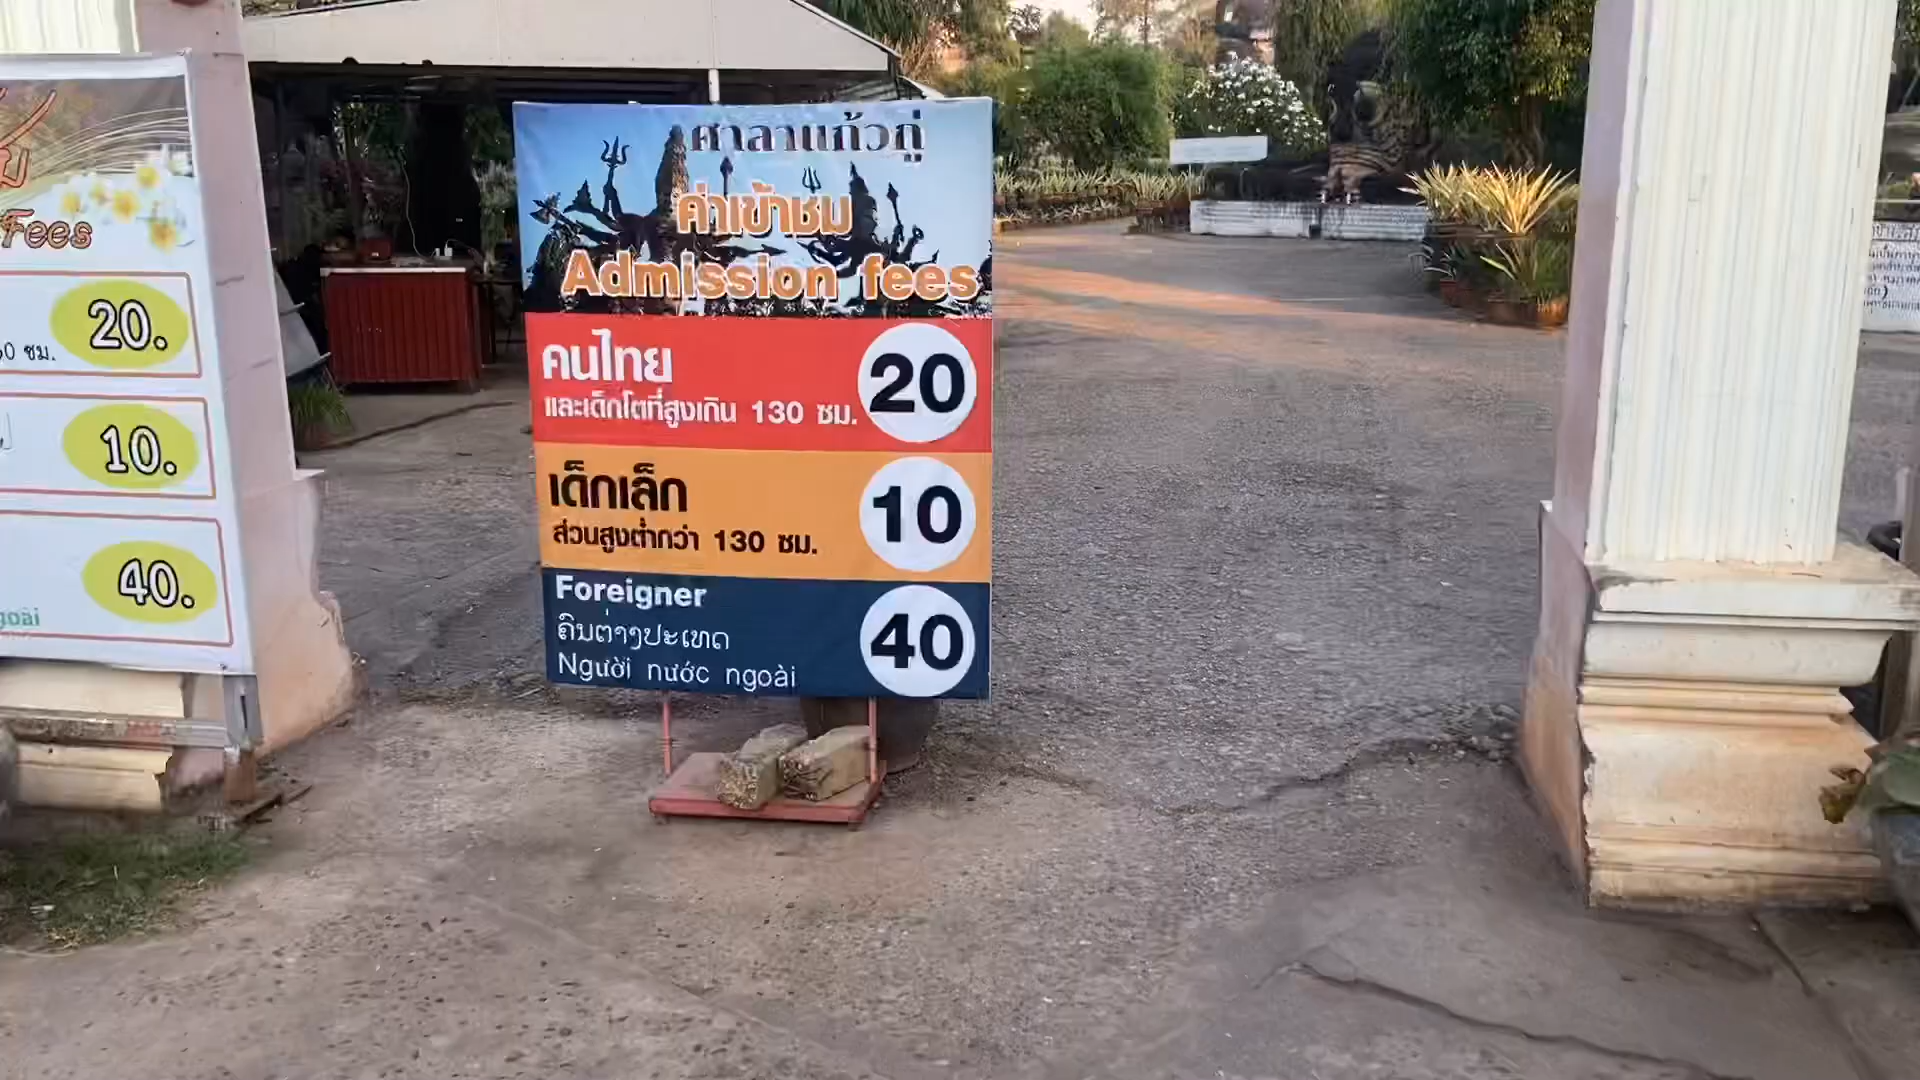 Fees
20.
0 ซม.
10.
40.
goài
ศาลาแก้วกู่
ค่าเข้าชม
Admission fees
คนไทย
และเด็กโตที่สูงเกิน 130 ซม.
20
เด็กเล็ก
ส่วนสูงต่ำกว่า 130 ซม.
10
Foreigner
ຄົນຕ່າງປະເທດ
Người nước ngoài
40